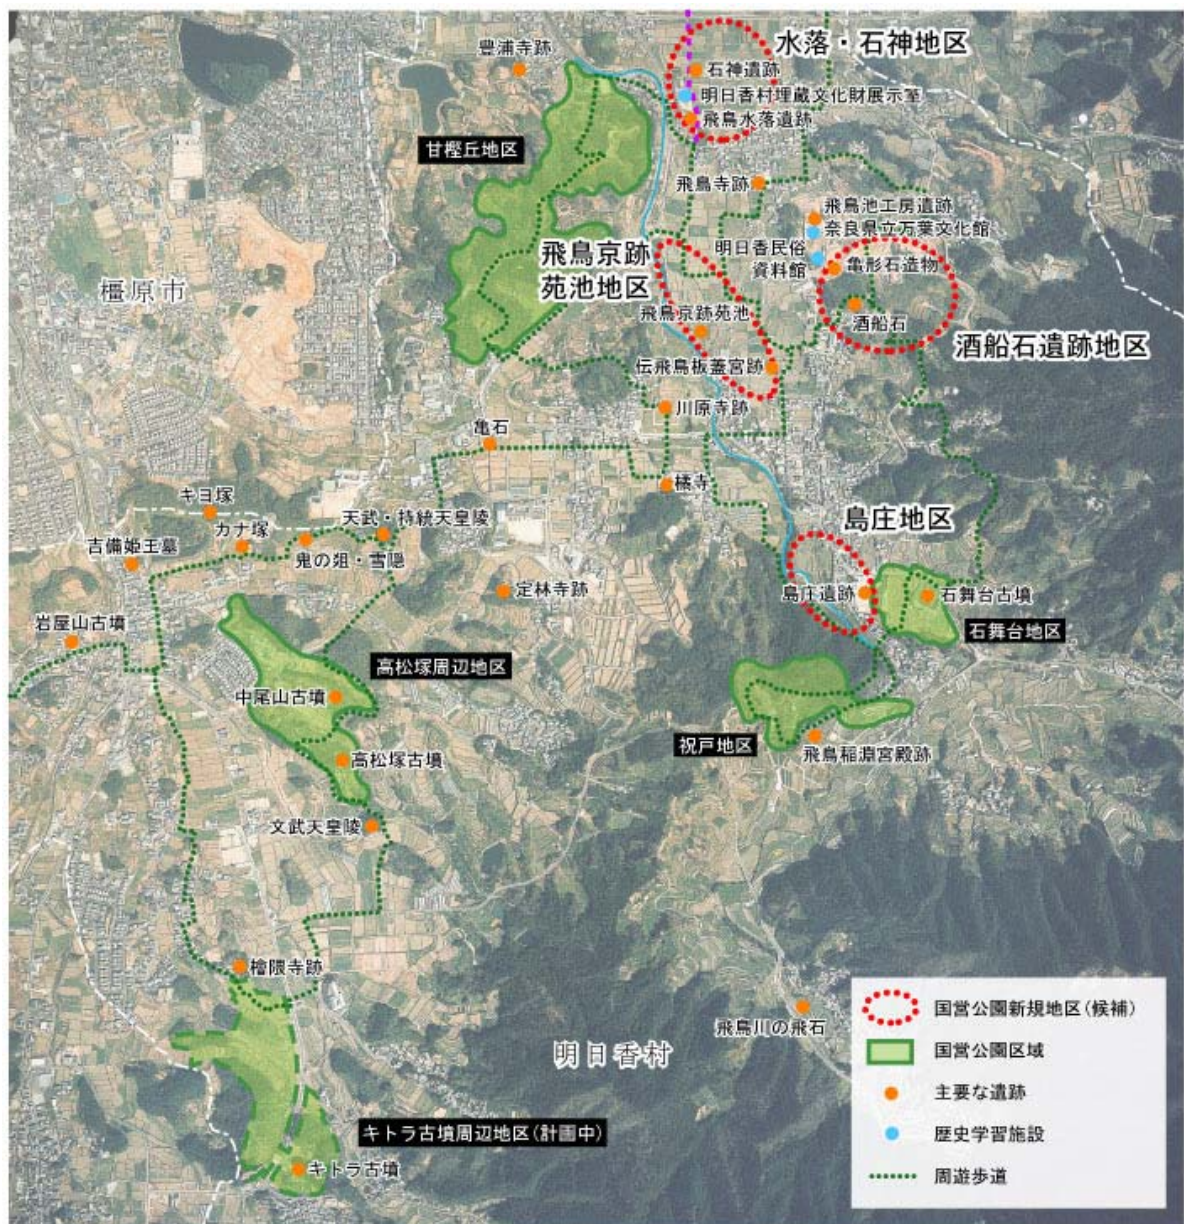 水落・石神地区
豊浦寺跡
石神遺跡
明日香村埋蔵文化財展示室
飛鳥水落遺跡
甘樫丘地区
飛鳥寺跡
飛鳥池工房遺跡
奈良県立万葉文化館
明日香民俗
資料館
亀形石造物
飛鳥京跡
苑池地区
橿原市
飛鳥京跡苑池
酒船石
酒船石遺跡地区
伝飛鳥板蓋宮跡
川原寺跡
亀石
橘寺
キヨ塚
カナ塚
天武・持統天皇陵
吉備姫王墓
鬼の俎・雪隠
島庄地区
定林寺跡
島庄遺跡
石舞台古墳
石舞台地区
岩屋山古墳
高松塚周辺地区
中尾山古墳
高松塚古墳
祝戸地区
飛鳥稲淵宮殿跡
文武天皇陵
檜隈寺跡
飛鳥川の飛石
明日香村
キトラ古墳周辺地区(計画中)
キトラ古墳
国営公園新規地区(候補)
国営公園区域
主要な遺跡
歴史学習施設
周遊歩道